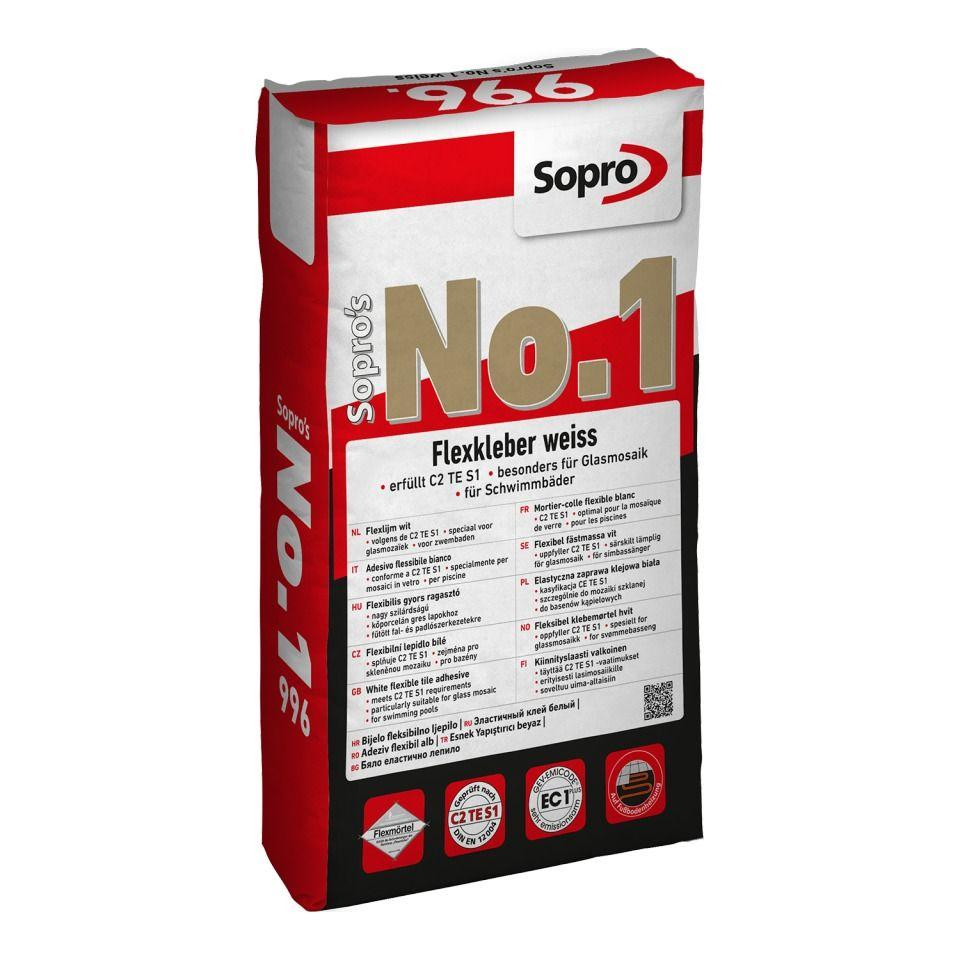 Sopro's No.1 weiss
996
Sopro
Sopro's
No.1
Flexkleber weiss
• erfüllt C2 TE S1 • besonders für Glasmosaik
• für Schwimmbäder
NL Flexlijm wit
• volgens de C2 TE S1 • speciaal voor
glasmozaïek • voor zwembaden
IT Adesivo flessibile bianco
• conforme a C2 TE S1 • specialmente per
mosaici in vetro • per piscine
HU Flexibilis gyors ragasztó
• nagy szilárdságú
• kőporcelán gres lapokhoz
• fűtött fal- és padlószerkezetekre
CZ Flexibilní lepidlo bílé
• splňuje C2 TE S1 • zejména pro
skleněnou mozaiku • pro bazény
GB White flexible tile adhesive
• meets C2 TE S1 requirements
• particularly suitable for glass mosaic
• for swimming pools
FR Mortier-colle flexible blanc
• C2 TE S1 • optimal pour la mosaïque
de verre • pour les piscines
SE Flexibel fästmassa vit
• uppfyller C2 TE S1 • särskilt lämplig
för glasmosaik • för simbassänger
PL Elastyczna zaprawa klejowa biała
• kasyfikacja CE TE S1
• szczególnie do mozaiki szklanej
• do basenów kąpielowych
NO Fleksibel klebemørtel hvit
• oppfyller C2 TE S1 • spesielt for
glassmosaikk • for svømmebasseng
FI Kiinnityslaasti valkoinen
• täyttää C2 TE S1 -vaatimukset
• erityisesti lasimosaiikille
• soveltuu uima-altaisiin
HR Bijelo fleksibilno ljepilo | RU Эластичный клей белый |
RO Adeziv flexibil alb | TR Esnek Yapıştırıcı beyaz |
BG Бяло еластично лепило
Flexmörtel
Geprüft nach
C2 TE S1
DIN EN 12004
GEV-EMICODE
EC 1 PLUS
sehr emissionsarm
Auf Fußbodenheizung
Sopro's
No. 1
996